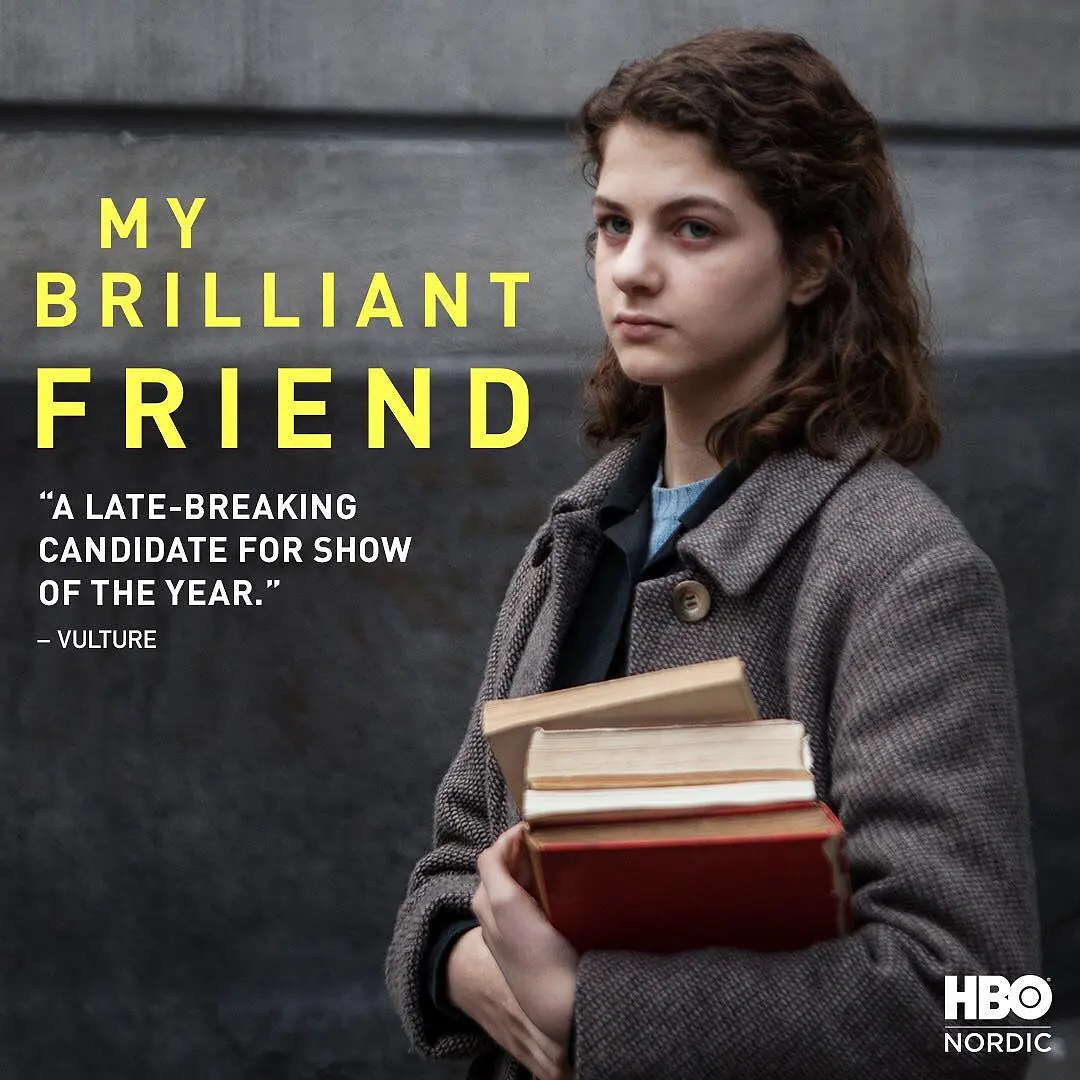 MY
BRILLIANT
FRIEND
“A LATE-BREAKING
CANDIDATE FOR SHOW
OF THE YEAR.”
– VULTURE
HBO
NORDIC